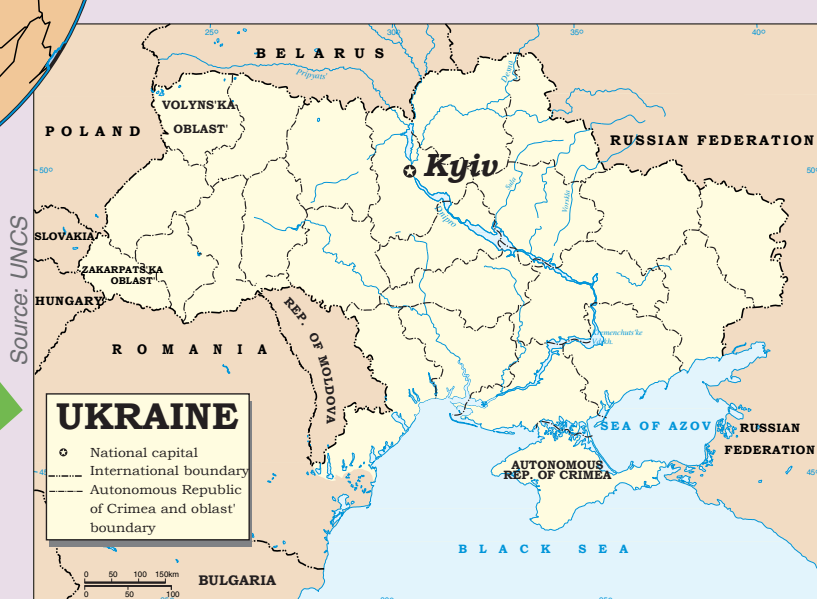 25°
30°
35°
40°
BELARUS
Pripyats'
Desna
VOLYNS'KA
OBLAST'
POLAND
RUSSIAN FEDERATION
50°
Kyiv
50°
Sula
Vorskla
Dnipro
SLOVAKIA
ZAKARPATS'KA
OBLAST'
HUNGARY
REP. OF MOLDOVA
Kremenchuts'ke
ROMANIA
Source: UNCS
UKRAINE
National capital
International boundary
Autonomous Republic
of Crimea and oblast'
boundary
SEA OF AZOV
RUSSIAN
FEDERATION
AUTONOMOUS
REP. OF CRIMEA
45°
BLACK SEA
0 50 100 150km
0 50 100
BULGARIA